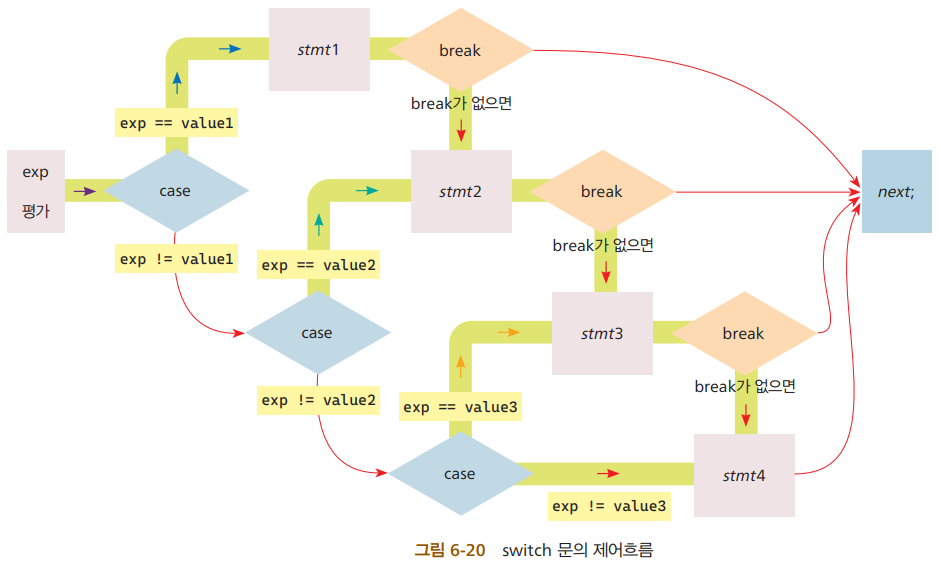 stmt1
break
break가 없으면
exp == value1
exp
평가
case
stmt2
break
next;
exp != value1
exp == value2
break가 없으면
case
stmt3
break
exp != value2
exp == value3
break가 없으면
case
stmt4
exp != value3
그림 6-20 switch 문의 제어흐름